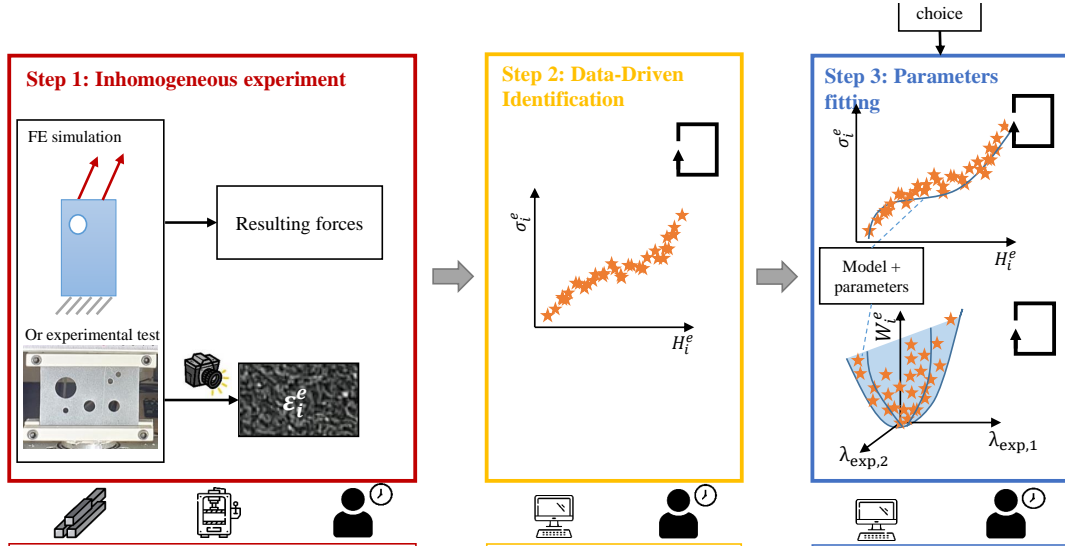 choice
Step 1: Inhomogeneous experiment
FE simulation
Resulting forces
Or experimental test
εᵢᵉ
Step 2: Data-Driven
Identification
σᵢᵉ
Hᵢᵉ
Step 3: Parameters
fitting
σᵢᵉ
Hᵢᵉ
Model +
parameters
Wᵢᵉ
λexp,1
λexp,2